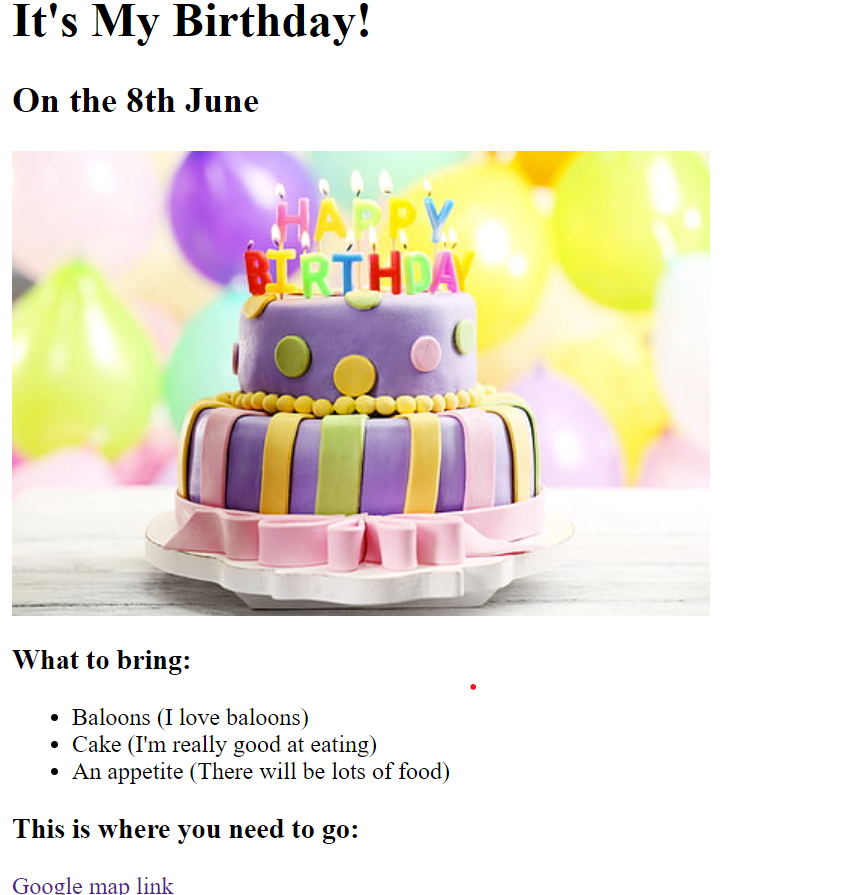 It's My Birthday!
On the 8th June
HAPPY
BIRTHDAY
What to bring:
Baloons (I love baloons)
Cake (I'm really good at eating)
An appetite (There will be lots of food)
This is where you need to go:
Google map link